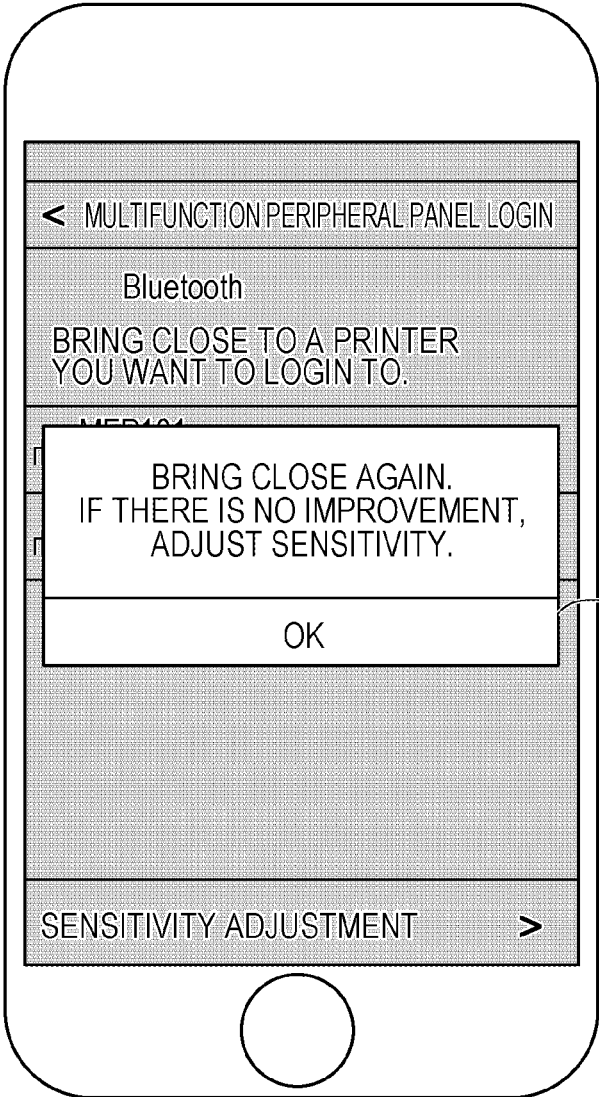 < MULTIFUNCTION PERIPHERAL PANEL LOGIN
Bluetooth
BRING CLOSE TO A PRINTER
YOU WANT TO LOGIN TO.
BRING CLOSE AGAIN.
IF THERE IS NO IMPROVEMENT,
ADJUST SENSITIVITY.
OK
SENSITIVITY ADJUSTMENT >